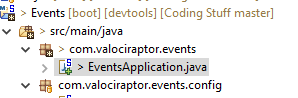 > Events [boot] [devtools] [Coding Stuff master]
> src/main/java
> com.valociraptor.events
> EventsApplication.java
com.valociraptor.events.config